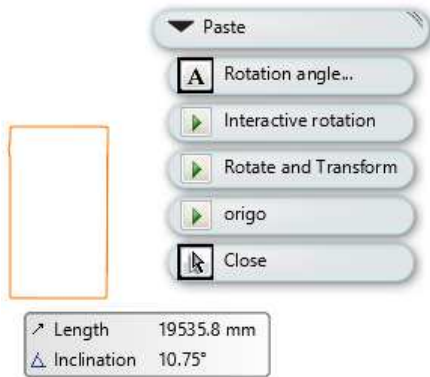 Paste
A Rotation angle...
Interactive rotation
Rotate and Transform
origo
Close
Length 19535.8 mm
Inclination 10.75°